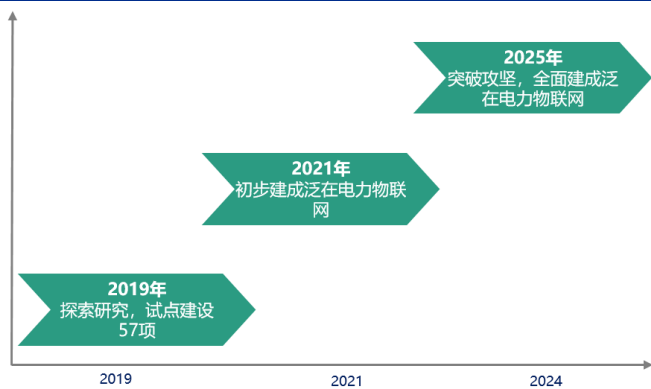 2025年
突破攻坚，全面建成泛
在电力物联网
2021年
初步建成泛在电力物联
网
2019年
探索研究，试点建设
57项
2019
2021
2024